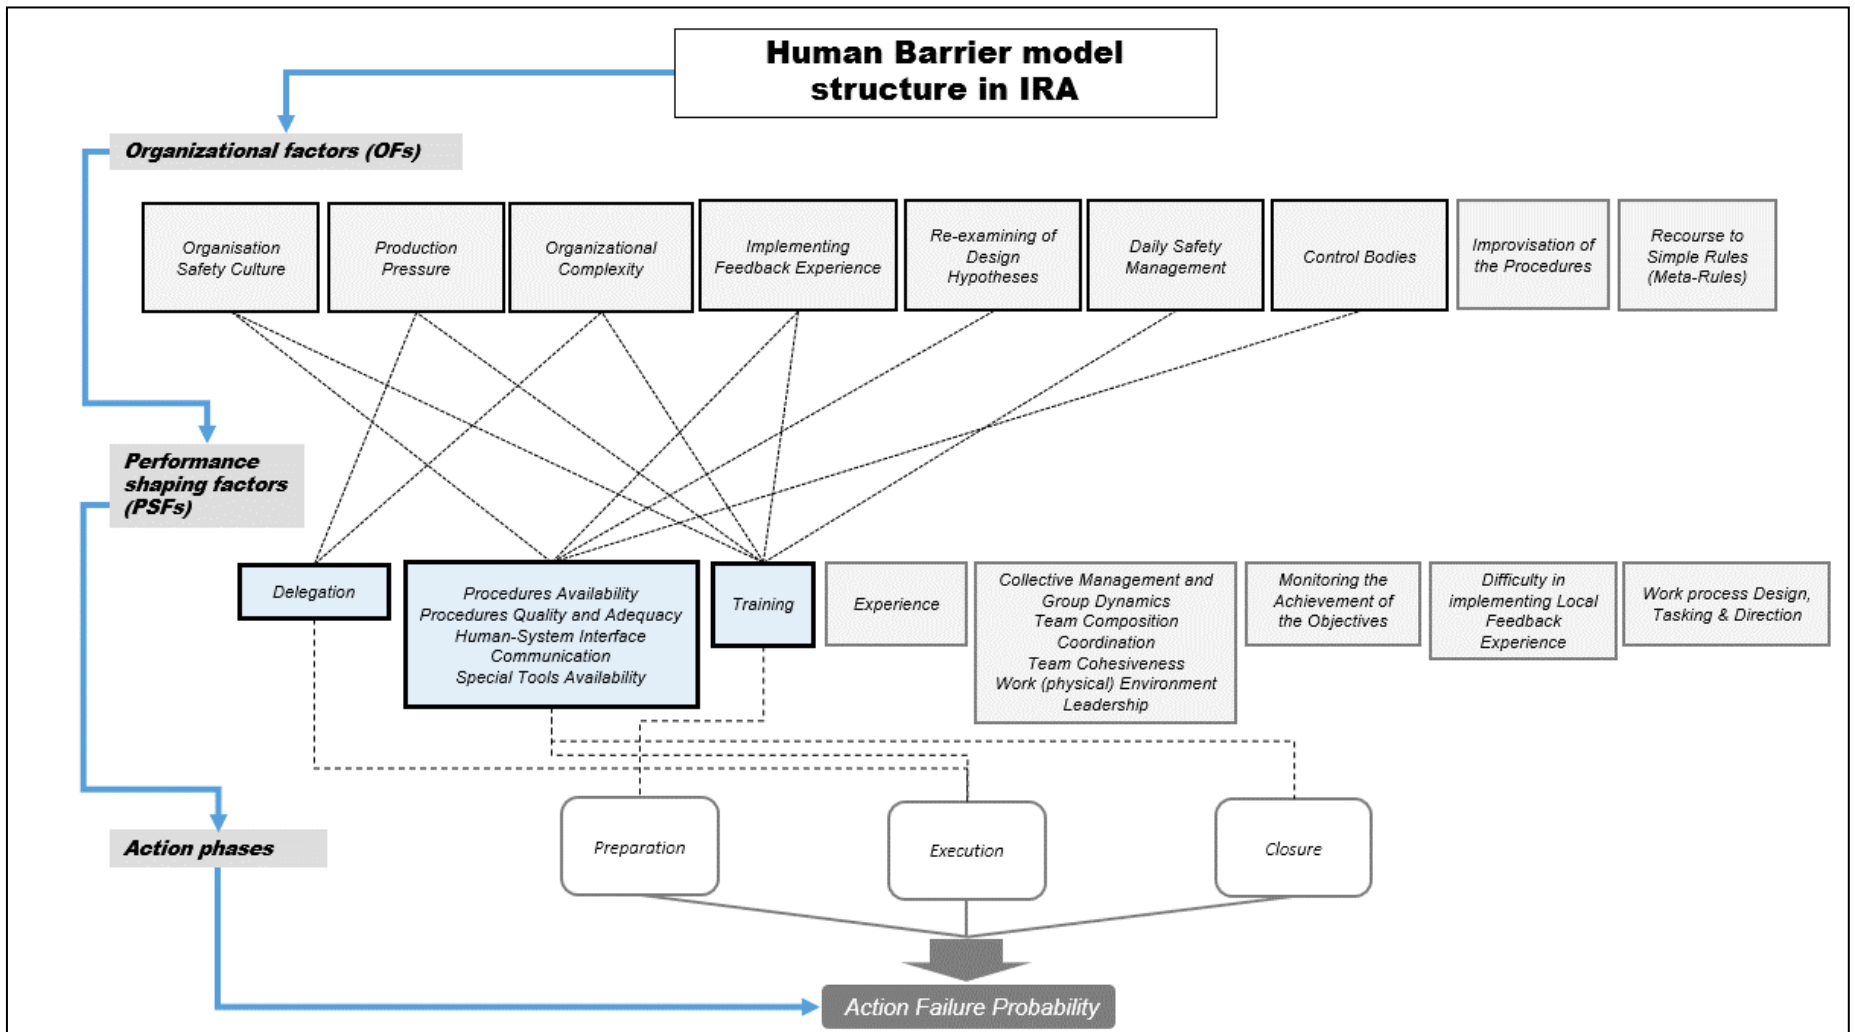 Human Barrier model
structure in IRA
Organizational factors (OFs)
Organisation
Safety Culture
Production
Pressure
Organizational
Complexity
Implementing
Feedback Experience
Re-examining of
Design
Hypotheses
Daily Safety
Management
Control Bodies
Improvisation of
the Procedures
Recourse to
Simple Rules
(Meta-Rules)
Performance
shaping factors
(PSFs)
Delegation
Procedures Availability
Procedures Quality and Adequacy
Human-System Interface
Communication
Special Tools Availability
Training
Experience
Collective Management and
Group Dynamics
Team Composition
Coordination
Team Cohesiveness
Work (physical) Environment
Leadership
Monitoring the
Achievement of
the Objectives
Difficulty in
implementing Local
Feedback
Experience
Work process Design,
Tasking & Direction
Action phases
Preparation
Execution
Closure
Action Failure Probability